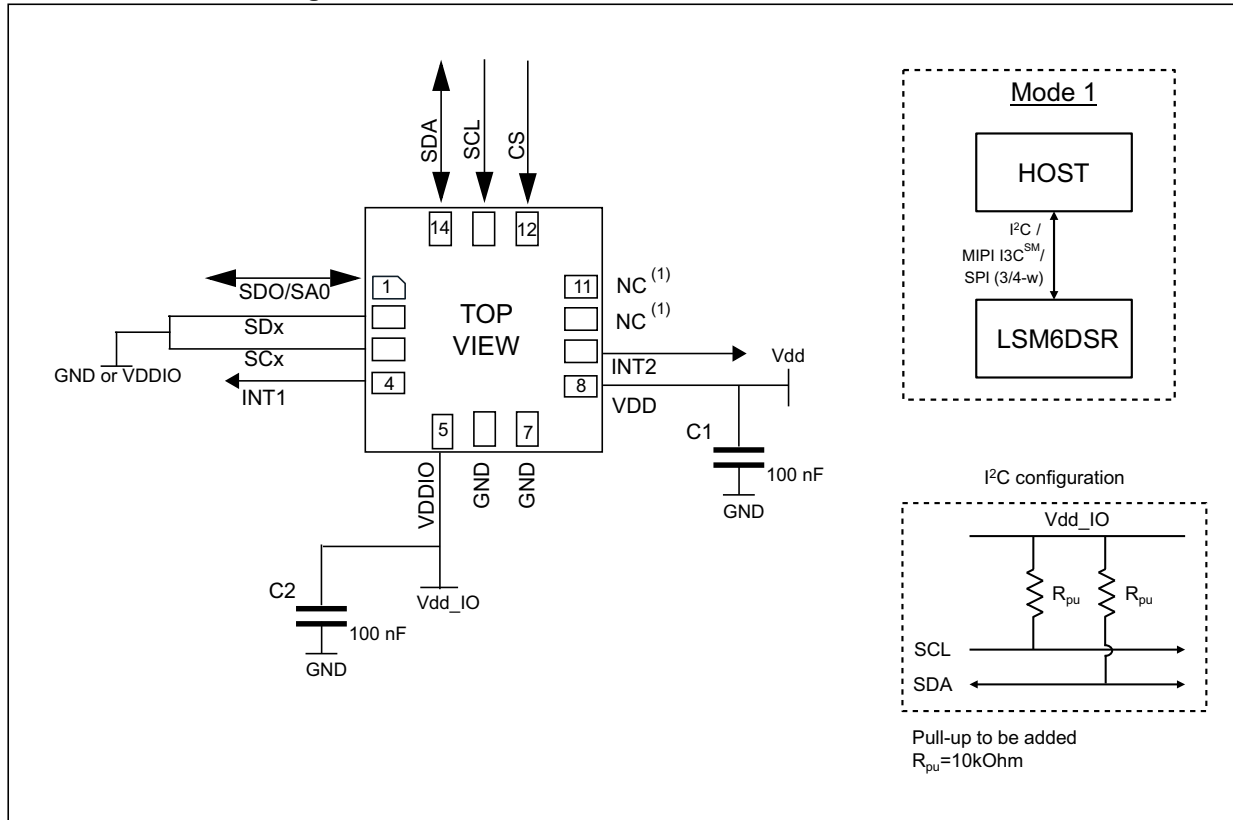 SDA
SCL
CS
14
12
1
SDO/SA0
SDx
SCx
GND or VDDIO
4
INT1
TOP
VIEW
11
NC (1)
NC (1)
INT2
8
VDD
Vdd
C1
100 nF
GND
5
7
VDDIO
GND
GND
C2
100 nF
GND
Vdd_IO
Mode 1
HOST
I²C /
MIPI I3C^SM/
SPI (3/4-w)
LSM6DSR
I²C configuration
Vdd_IO
Rpu
Rpu
SCL
SDA
Pull-up to be added
Rpu=10kOhm